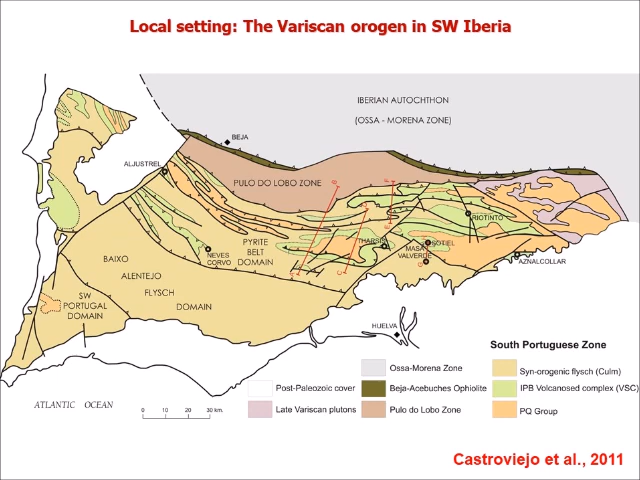 Local setting: The Variscan orogen in SW Iberia
IBERIAN AUTOCHTHON
(OSSA - MORENA ZONE)
BEJA
ALJUSTREL
PULO DO LOBO ZONE
RIOTINTO
THARSIS
SOTIEL
MASA
VALVERDE
AZNALCOLLAR
NEVES
CORVO
PYRITE
BELT
DOMAIN
BAIXO
ALENTEJO
FLYSCH
DOMAIN
SW
PORTUGAL
DOMAIN
HUELVA
South Portuguese Zone
Ossa-Morena Zone
Syn-orogenic flysch (Culm)
Post-Paleozoic cover
Beja-Acebuches Ophiolite
IPB Volcanosed complex (VSC)
Late Variscan plutons
Pulo do Lobo Zone
PQ Group
ATLANTIC OCEAN
0 10 20 30 km.
Castroviejo et al., 2011